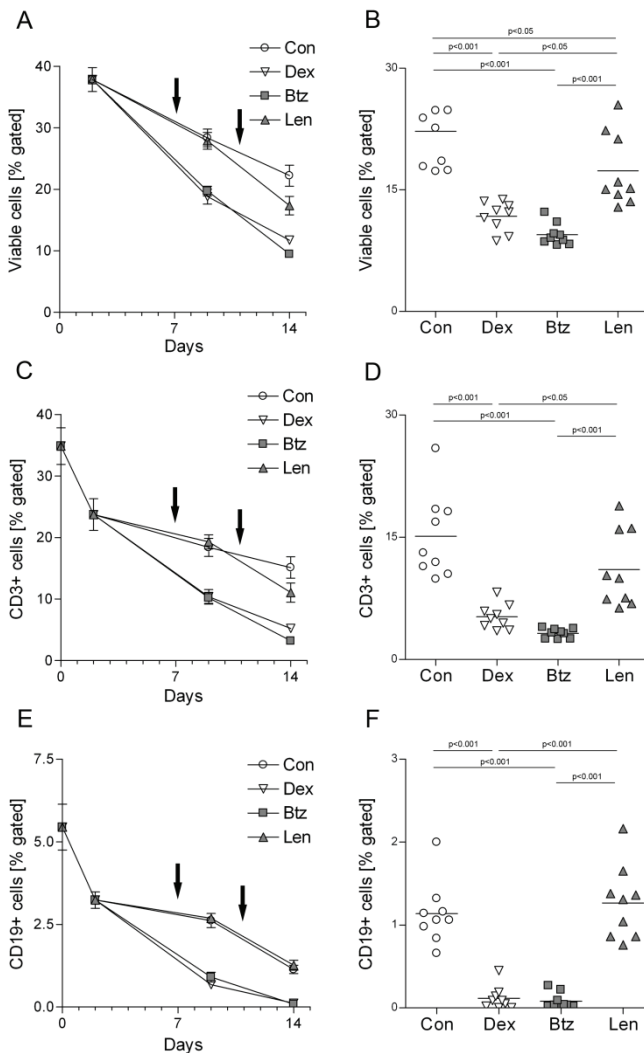 A
Viable cells [% gated]
40
30
20
10
0
0 7 14
Days
Con
Dex
Btz
Len
B
p<0.05
p<0.001 p<0.05
p<0.001
p<0.001
Viable cells [% gated]
30
15
0
Con Dex Btz Len
C
CD3+ cells [% gated]
40
30
20
10
0
0 7 14
Days
Con
Dex
Btz
Len
D
p<0.001 p<0.05
p<0.001
p<0.001
CD3+ cells [% gated]
30
15
0
Con Dex Btz Len
E
CD19+ cells [% gated]
7.5
5.0
2.5
0.0
0 7 14
Days
Con
Dex
Btz
Len
F
p<0.001 p<0.001
p<0.001
p<0.001
CD19+ cells [% gated]
3
2
1
0
Con Dex Btz Len